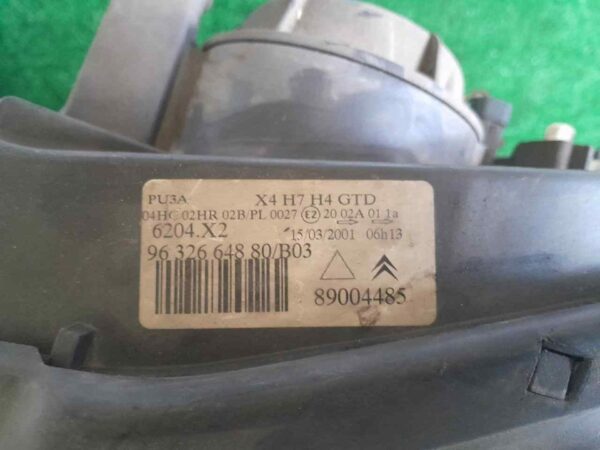 PU3A X4 H7 H4 GTD
04HC 02HR 02B/PL 0027 E2 20 02A 01 1a
6204.X2 15/03/2001 06h13
96 326 648 80/B03
89004485